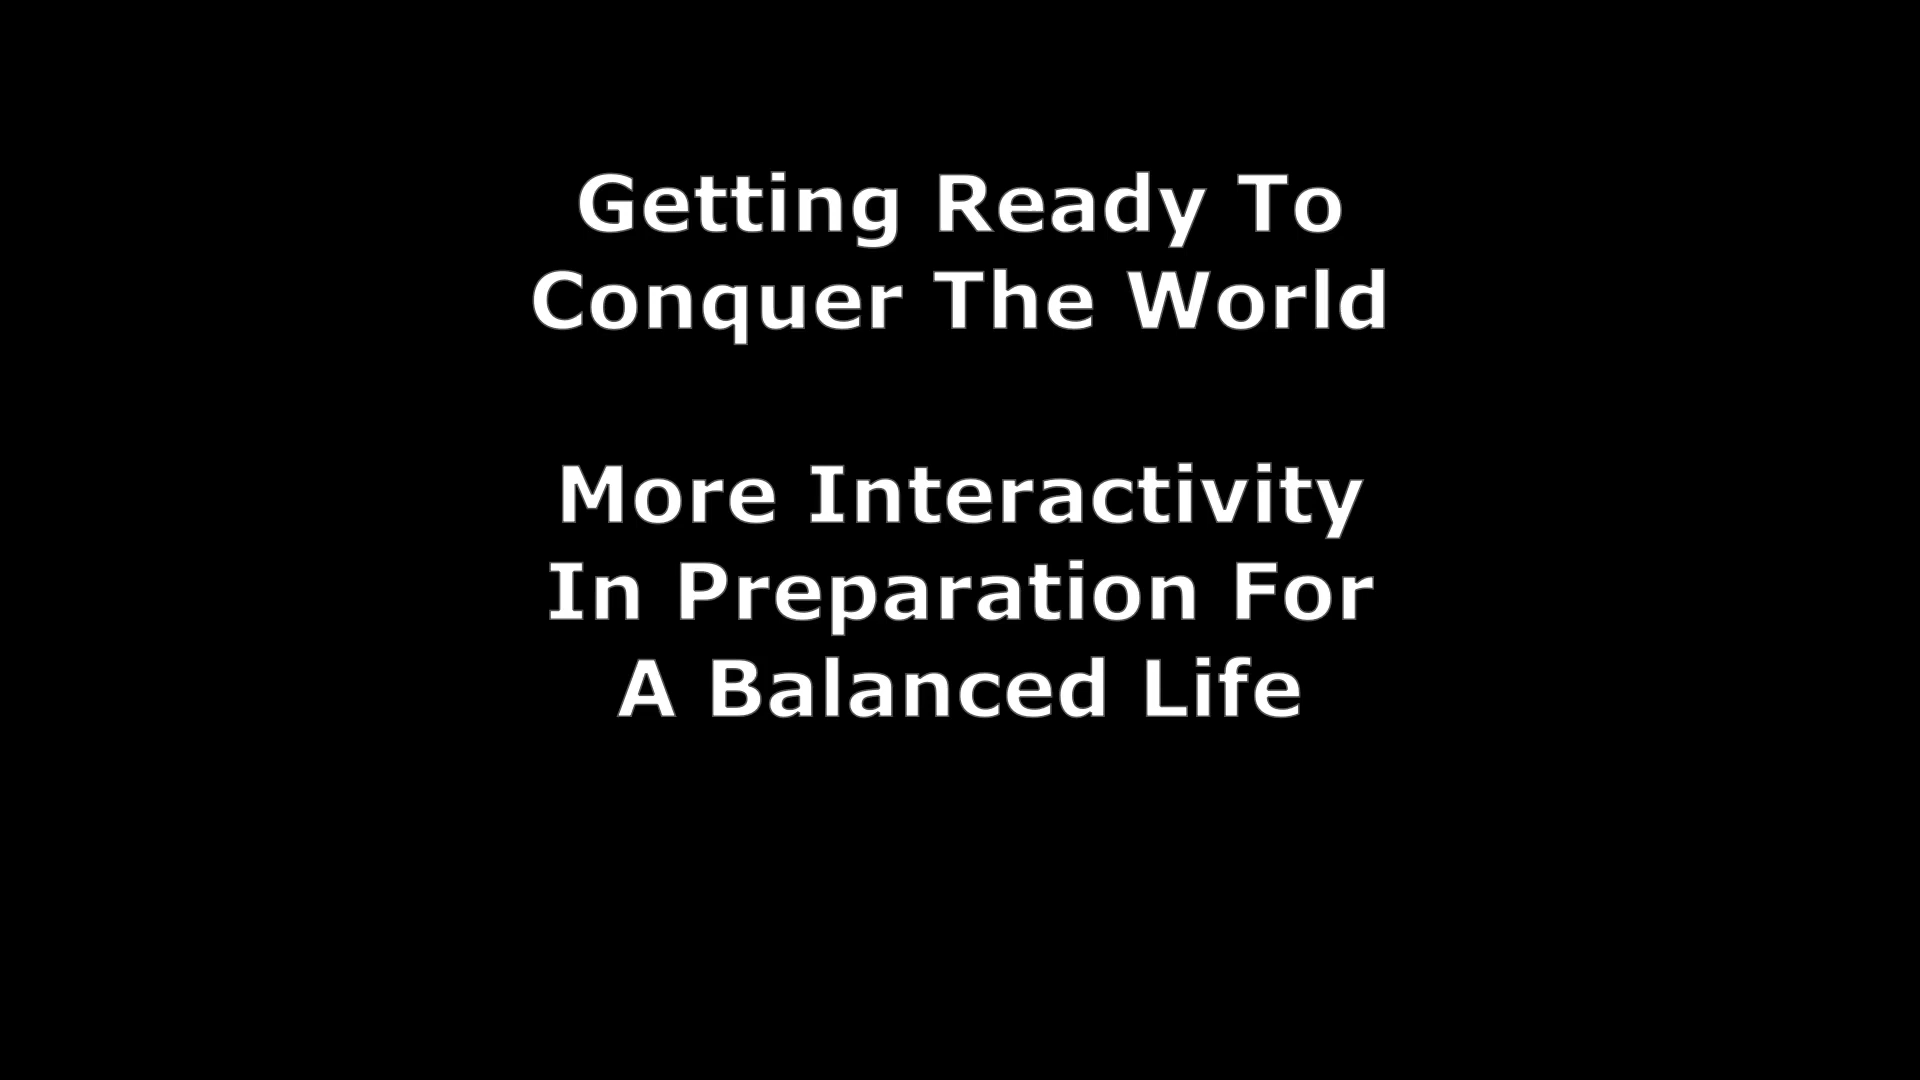 Getting Ready To
Conquer The World
More Interactivity
In Preparation For
A Balanced Life